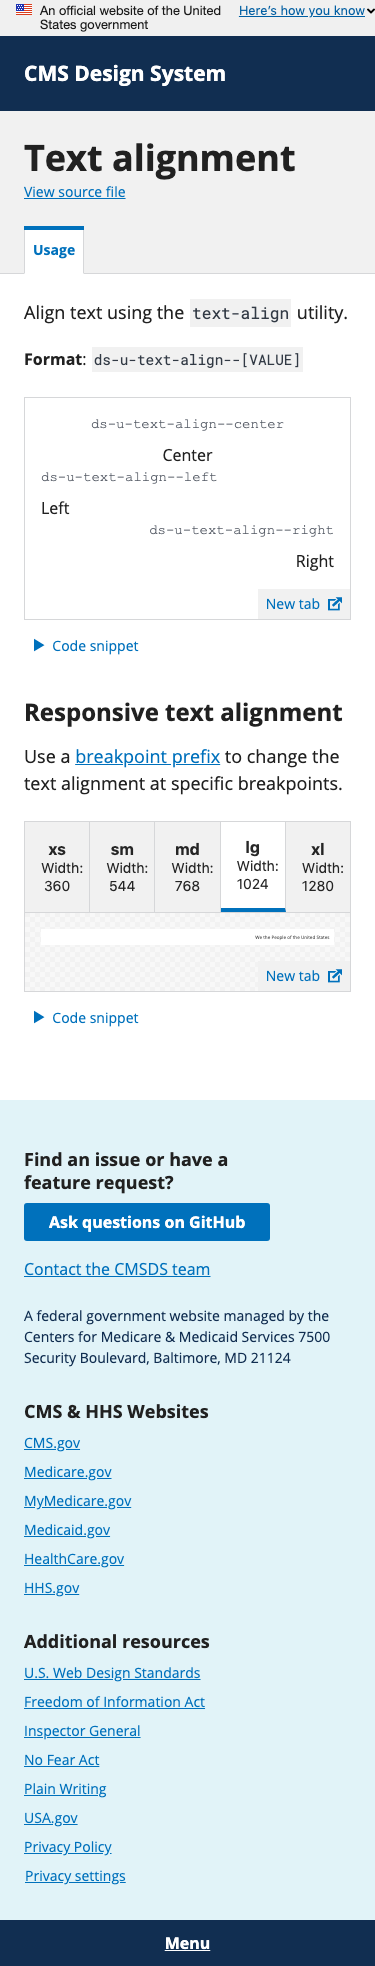 An official website of the United States government
Here's how you know
CMS Design System
Text alignment
View source file
Usage
Align text using the text-align utility.
Format: ds-u-text-align--[VALUE]
ds-u-text-align--center
Center
ds-u-text-align--left
Left
ds-u-text-align--right
Right
New tab
Code snippet
Responsive text alignment
Use a breakpoint prefix to change the
text alignment at specific breakpoints.
xs
Width:
360
sm
Width:
544
md
Width:
768
lg
Width:
1024
xl
Width:
1280
We the People of the United States
New tab
Code snippet
Find an issue or have a
feature request?
Ask questions on GitHub
Contact the CMSDS team
A federal government website managed by the
Centers for Medicare & Medicaid Services 7500
Security Boulevard, Baltimore, MD 21124
CMS & HHS Websites
CMS.gov
Medicare.gov
MyMedicare.gov
Medicaid.gov
HealthCare.gov
HHS.gov
Additional resources
U.S. Web Design Standards
Freedom of Information Act
Inspector General
No Fear Act
Plain Writing
USA.gov
Privacy Policy
Privacy settings
Menu